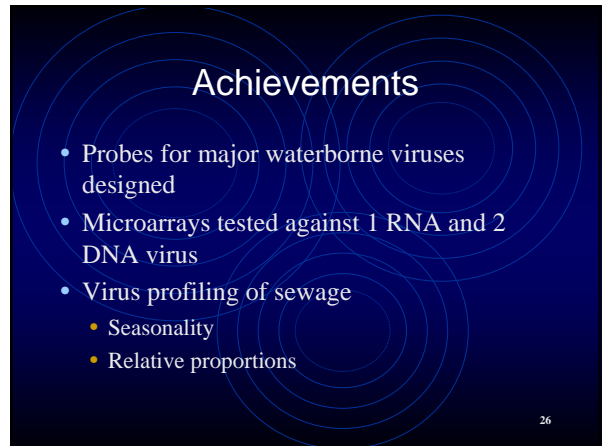 Achievements
• Probes for major waterborne viruses
designed
• Microarrays tested against 1 RNA and 2
DNA virus
• Virus profiling of sewage
• Seasonality
• Relative proportions
26